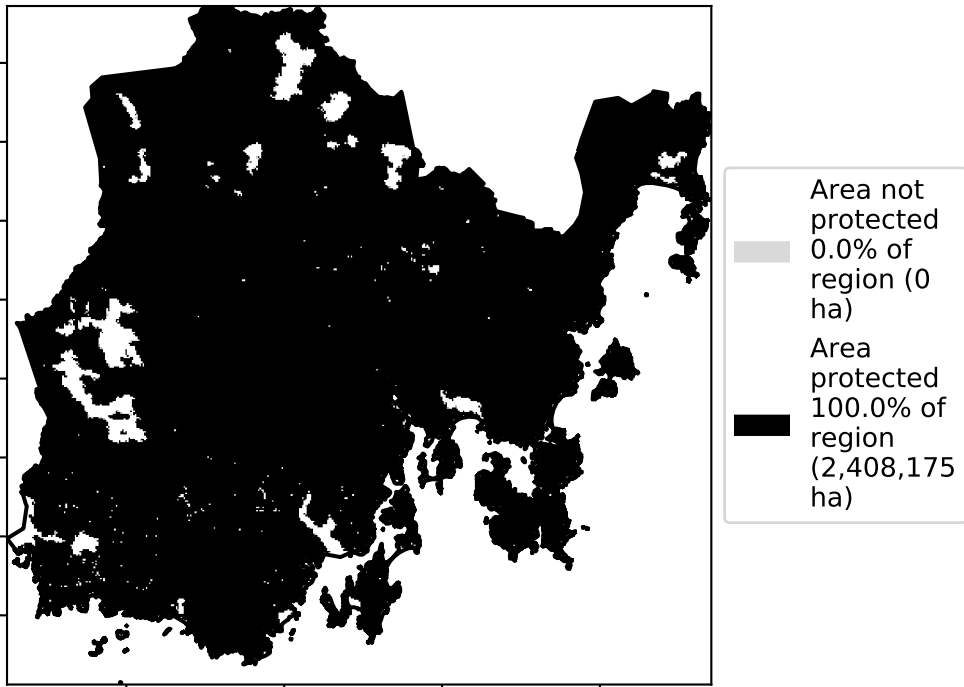 Area not
protected
0.0% of
region (0
ha)
Area
protected
100.0% of
region
(2,408,175
ha)